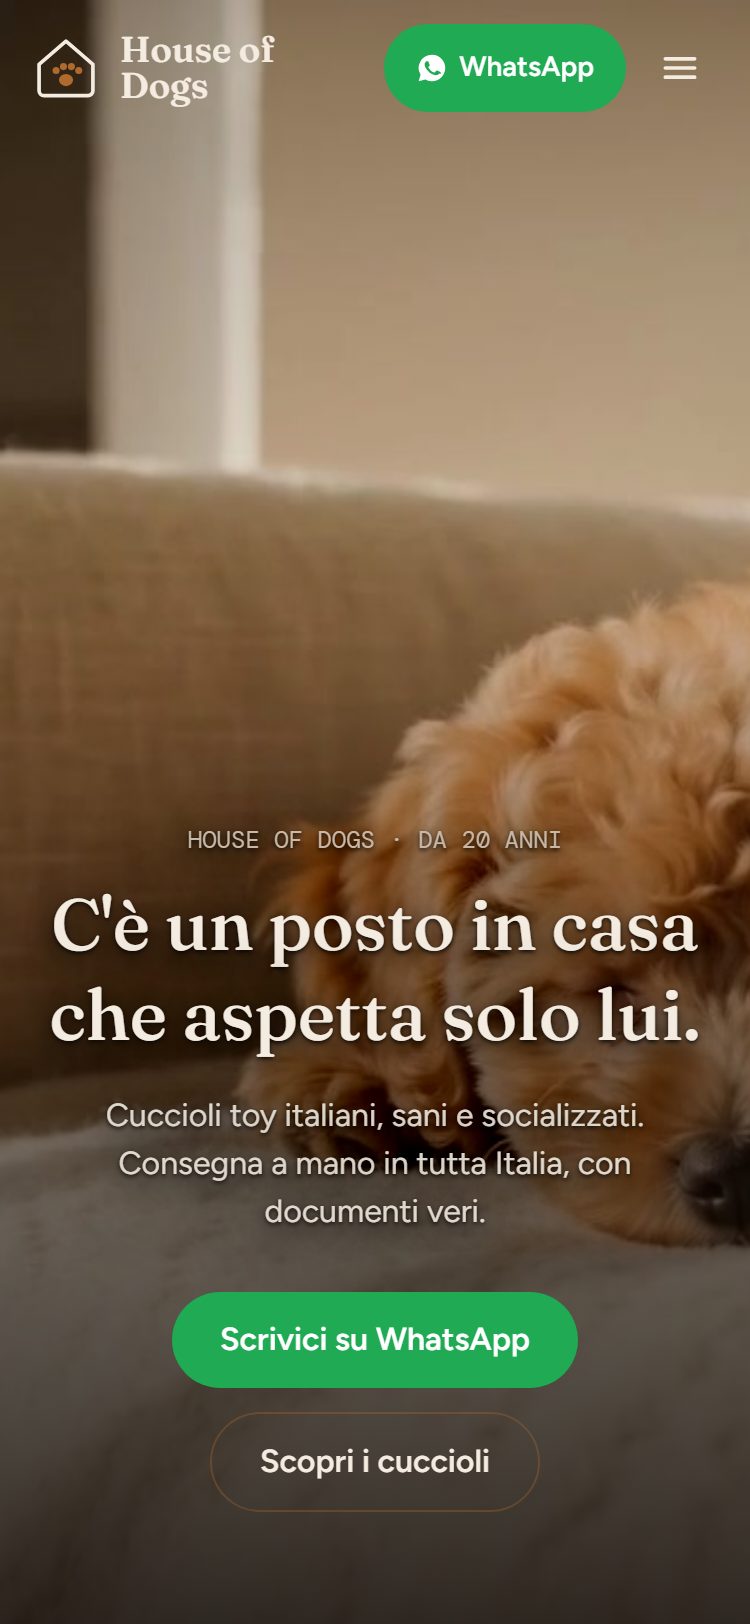 House of
Dogs
WhatsApp
HOUSE OF DOGS · DA 20 ANNI
C'è un posto in casa
che aspetta solo lui.
Cuccioli toy italiani, sani e socializzati.
Consegna a mano in tutta Italia, con
documenti veri.
Scrivici su WhatsApp
Scopri i cuccioli